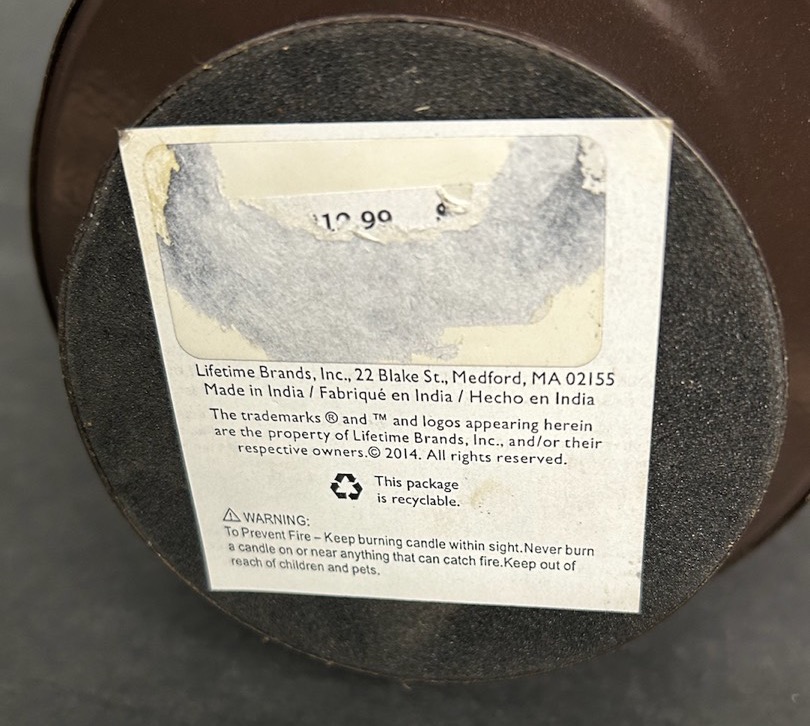 12.99 $
Lifetime Brands, Inc., 22 Blake St., Medford, MA 02155
Made in India / Fabriqué en India / Hecho en India
The trademarks ® and ™ and logos appearing herein
are the property of Lifetime Brands, Inc., and/or their
respective owners.© 2014. All rights reserved.
This package
is recyclable.
⚠ WARNING:
To Prevent Fire – Keep burning candle within sight.Never burn
a candle on or near anything that can catch fire.Keep out of
reach of children and pets.